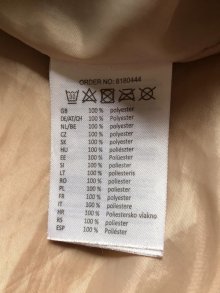 ORDER NO: 8180444
GB 100 % polyester
DE/AT/CH 100 % Polyester
NL/BE 100 % polyester
CZ 100 % polyester
SK 100 % polyester
HU 100 % poliészter
EE 100 % polüester
SI 100 % poliester
LT 100 % poliesteris
RO 100 % poliester
PL 100 % poliester
FR 100 % polyester
IT 100 % poliestere
HR 100 % Poliestersko vlakno
RS 100 % poliester
ESP 100 % poliéster